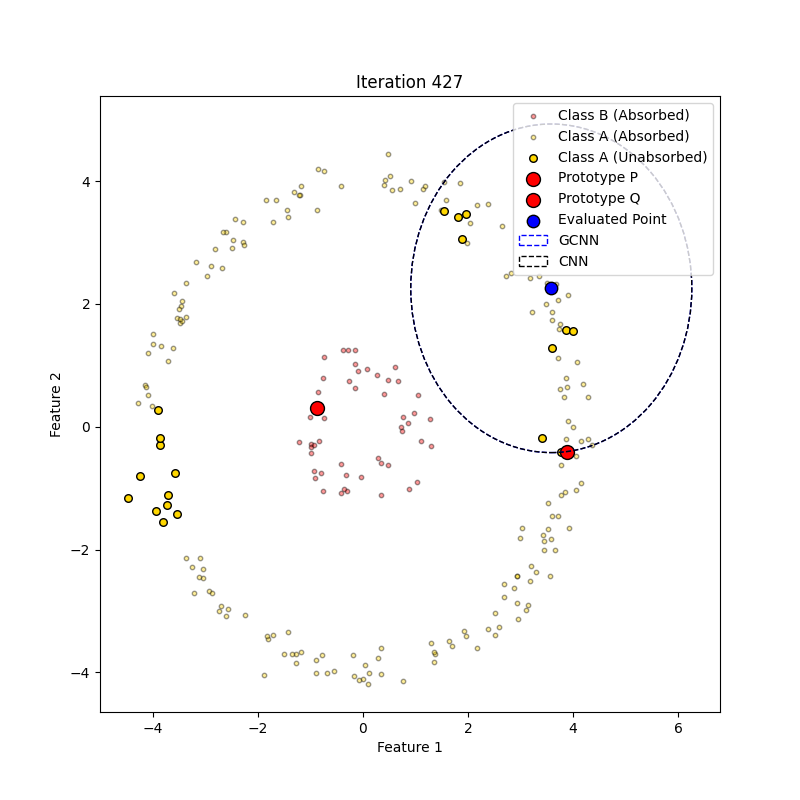 Iteration 427
Class B (Absorbed)
Class A (Absorbed)
Class A (Unabsorbed)
Prototype P
Prototype Q
Evaluated Point
GCNN
CNN
Feature 2
4
2
0
−2
−4
−4
−2
0
2
4
6
Feature 1